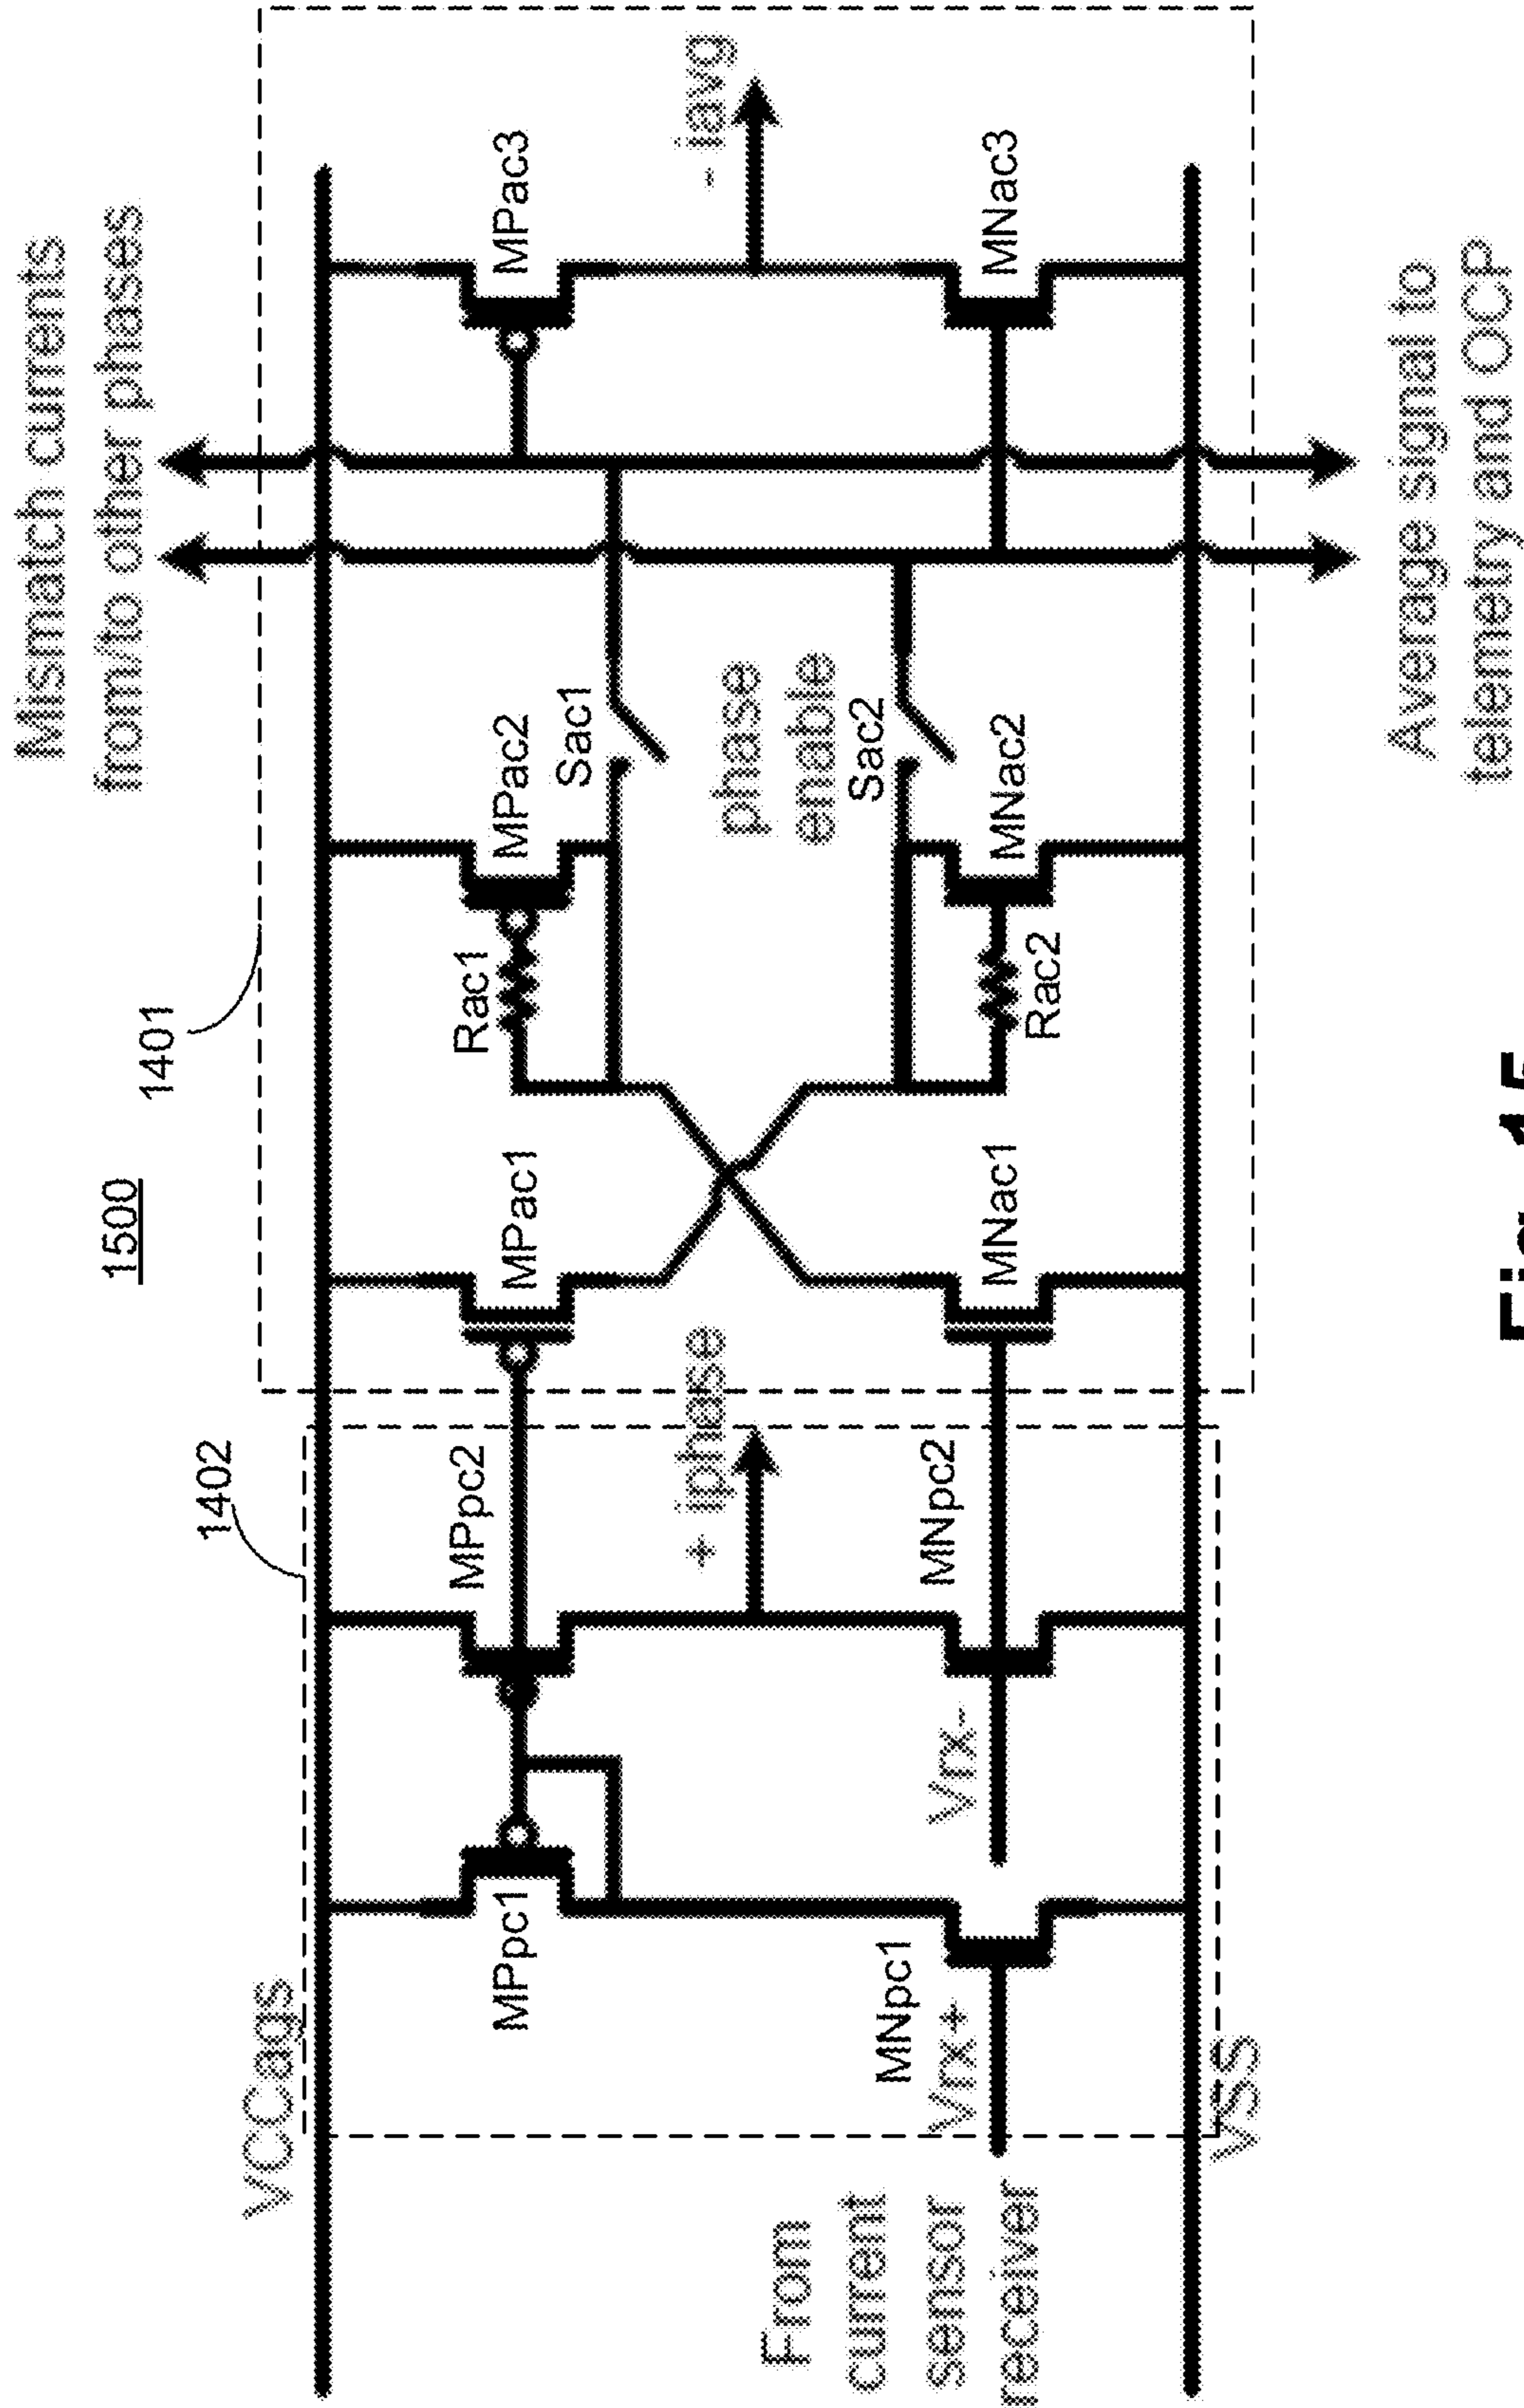 1500
1401
1402
Mismatch currents
from/to other phases
VCCags
MPpc1
MPpc2
MPac1
Rac1
MPac2
Sac1
MPac3
+ iphase
- iavg
phase
enable
From
current
sensor
receiver
MNpc1
Vrx+
Vrx-
MNpc2
MNac1
Rac2
MNac2
Sac2
MNac3
VSS
Average signal to
telemetry and OCP
Fig. 15